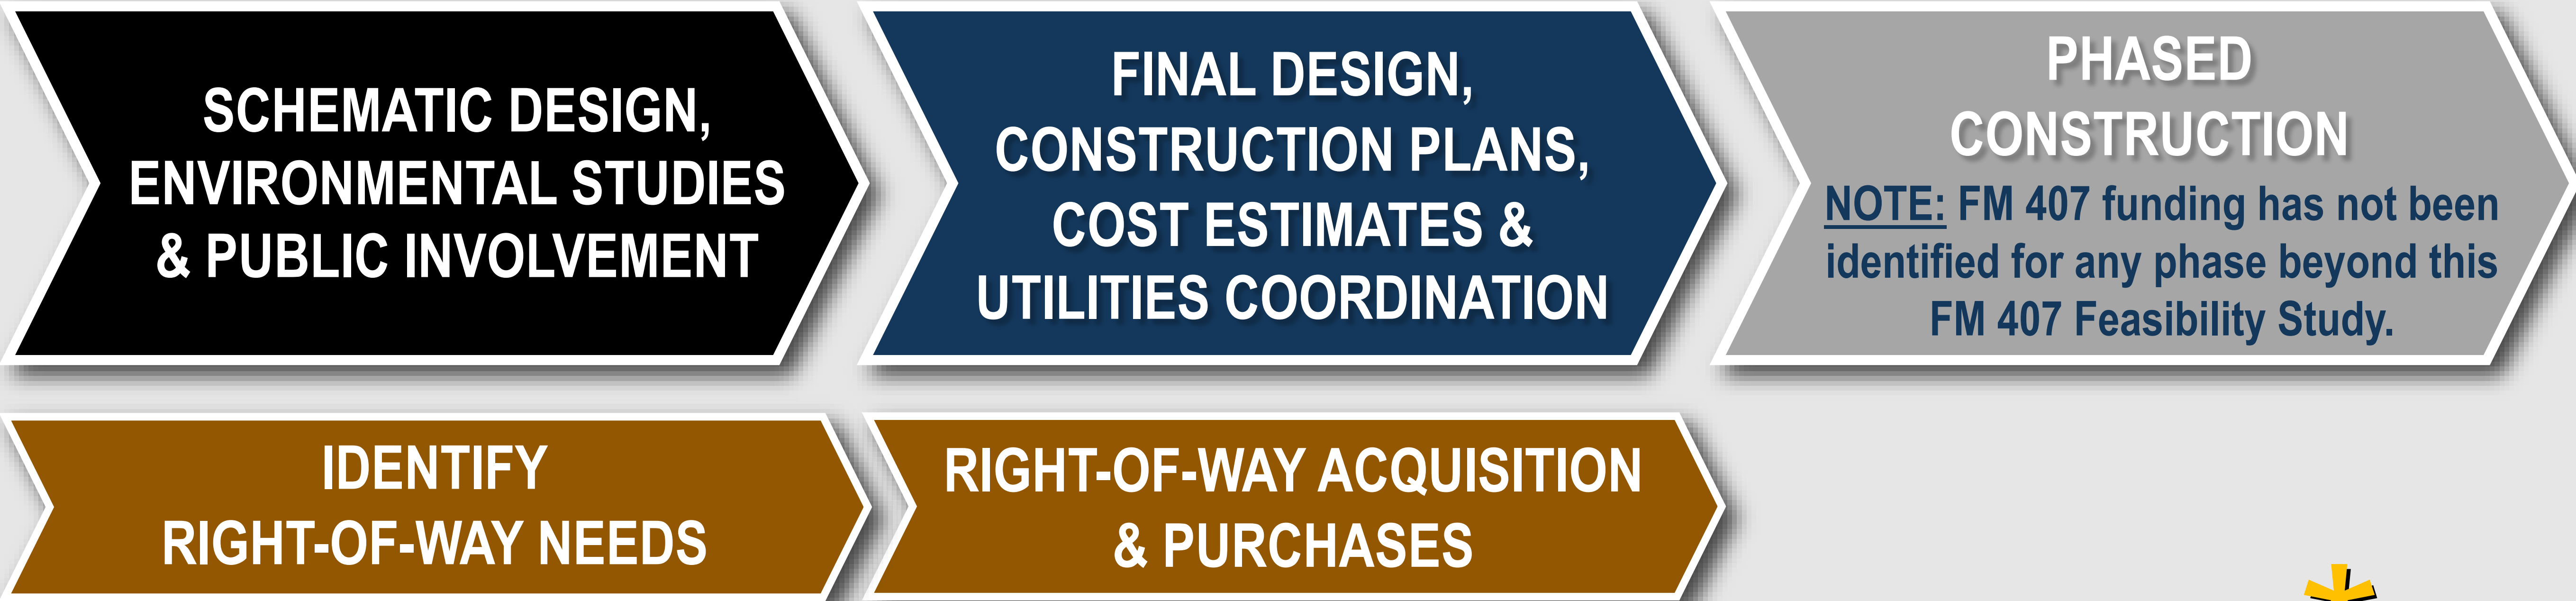 SCHEMATIC DESIGN,
ENVIRONMENTAL STUDIES
& PUBLIC INVOLVEMENT
FINAL DESIGN,
CONSTRUCTION PLANS,
COST ESTIMATES &
UTILITIES COORDINATION
PHASED
CONSTRUCTION
NOTE: FM 407 funding has not been
identified for any phase beyond this
FM 407 Feasibility Study.
IDENTIFY
RIGHT-OF-WAY NEEDS
RIGHT-OF-WAY ACQUISITION
& PURCHASES